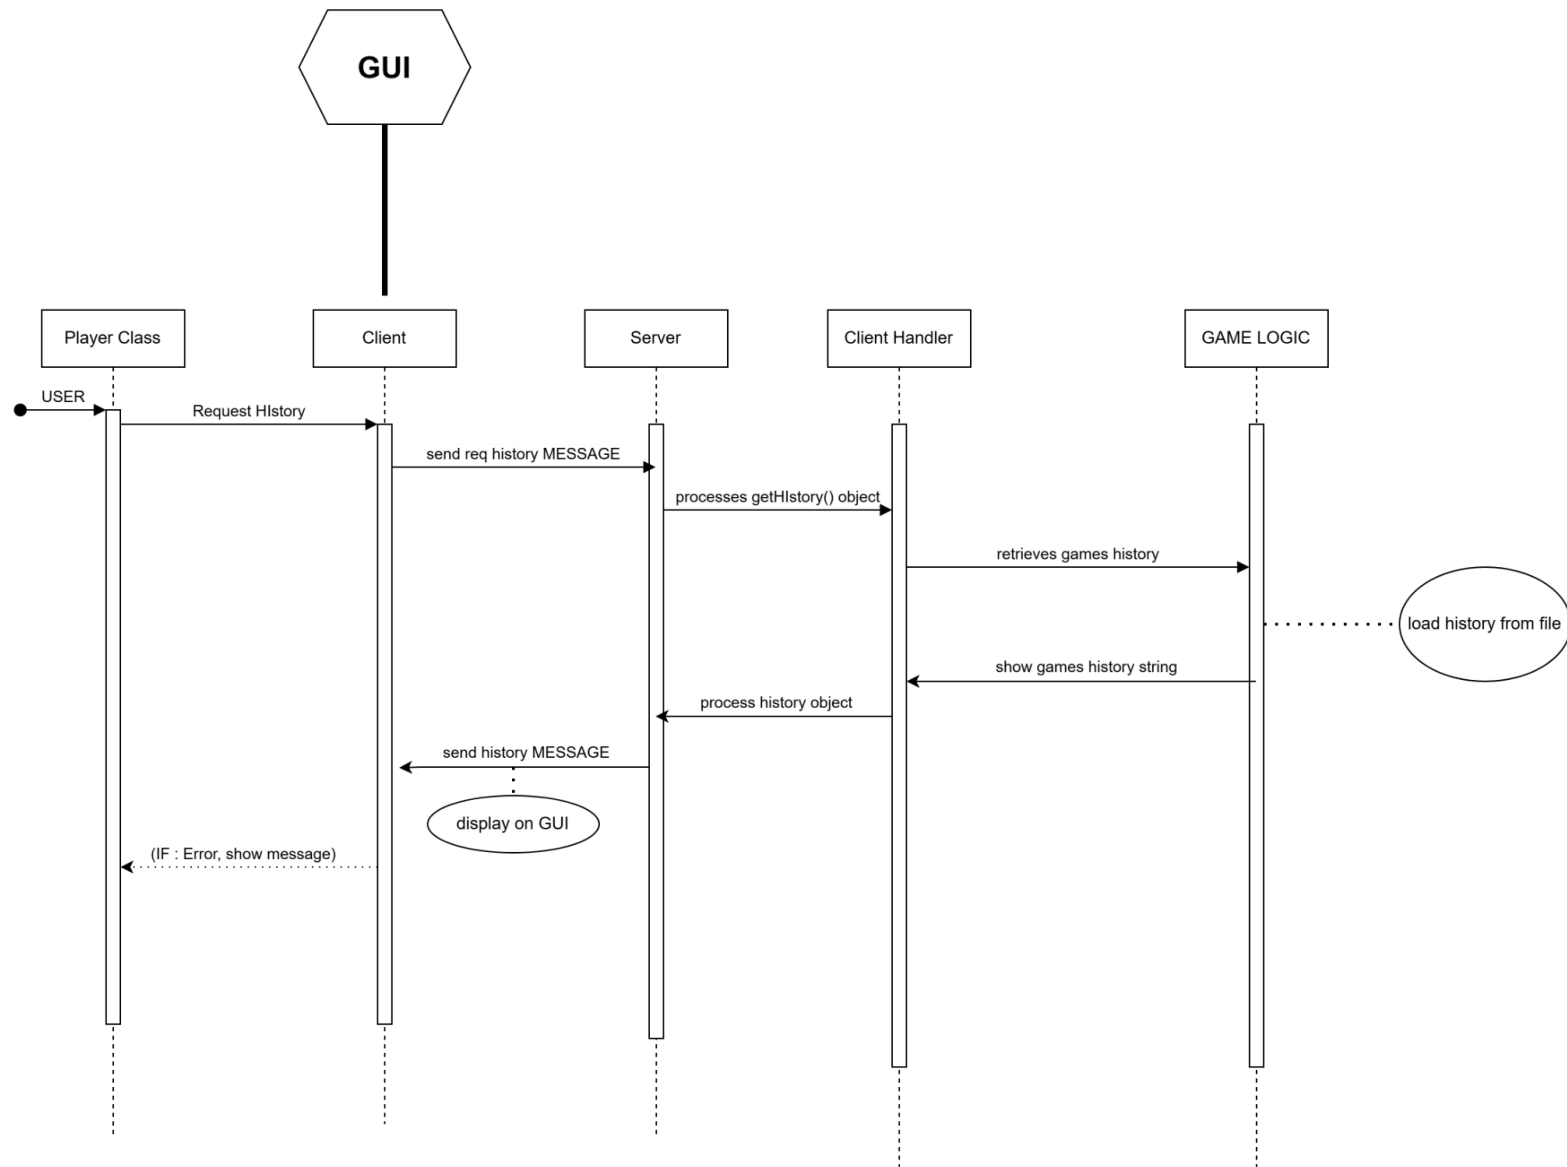 GUI
Player Class
Client
Server
Client Handler
GAME LOGIC
USER
Request HIstory
send req history MESSAGE
processes getHIstory() object
retrieves games history
load history from file
show games history string
process history object
send history MESSAGE
display on GUI
(IF : Error, show message)